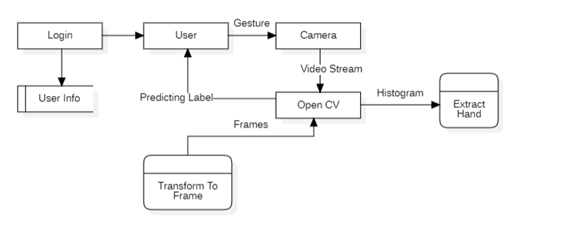 Gesture
Login
User
Camera
Video Stream
User Info
Predicting Label
Open CV
Histogram
Extract
Hand
Frames
Transform To
Frame